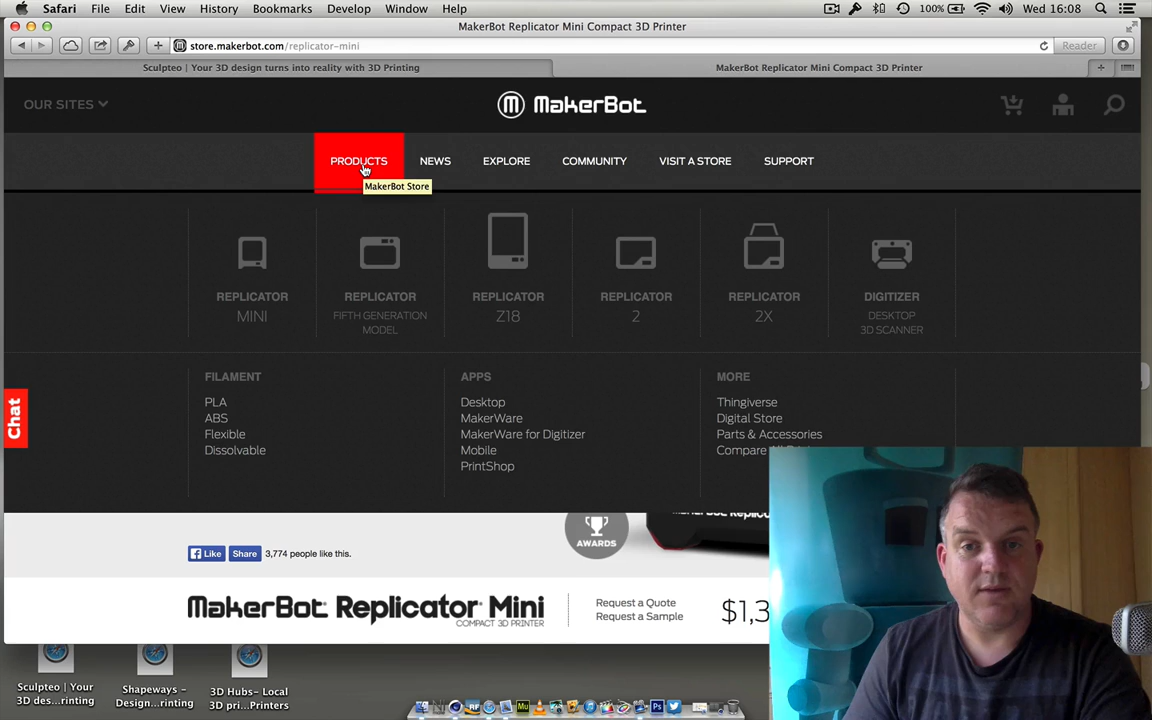 Safari File Edit View History Bookmarks Develop Window Help 100% Wed 16:08
MakerBot Replicator Mini Compact 3D Printer
store.makerbot.com/replicator-mini Reader
Sculpteo | Your 3D design turns into reality with 3D Printing MakerBot Replicator Mini Compact 3D Printer
OUR SITES MakerBot
PRODUCTS NEWS EXPLORE COMMUNITY VISIT A STORE SUPPORT
MakerBot Store
REPLICATOR MINI
REPLICATOR FIFTH GENERATION MODEL
REPLICATOR Z18
REPLICATOR 2
REPLICATOR 2X
DIGITIZER DESKTOP 3D SCANNER
FILAMENT
PLA
ABS
Flexible
Dissolvable
APPS
Desktop
MakerWare
MakerWare for Digitizer
Mobile
PrintShop
MORE
Thingiverse
Digital Store
Parts & Accessories
Compare
Chat
AWARDS
Like Share 3,774 people like this.
MakerBot Replicator Mini
COMPACT 3D PRINTER
Request a Quote
Request a Sample
$1,3
Sculpteo | Your
3D des...rinting
Shapeways -
Design...rinting
3D Hubs- Local
3D pri...Printers
RF Mu Ps